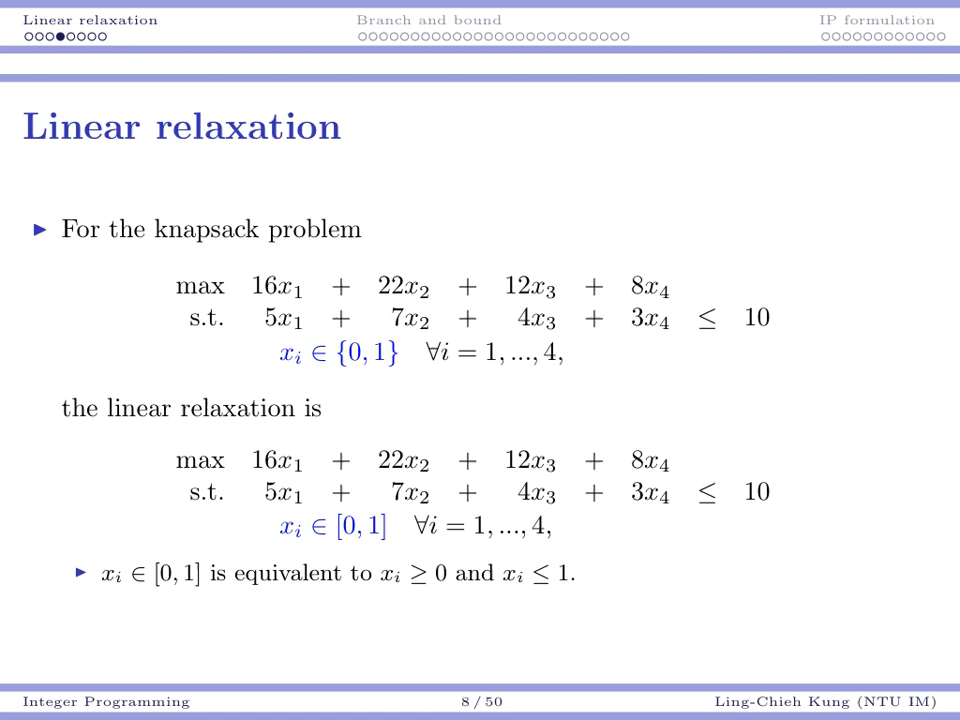 Linear relaxation Branch and bound IP formulation
Linear relaxation
▶ For the knapsack problem
max 16x₁ + 22x₂ + 12x₃ + 8x₄
s.t. 5x₁ + 7x₂ + 4x₃ + 3x₄ ≤ 10
xᵢ ∈ {0, 1} ∀i = 1, ..., 4,
the linear relaxation is
max 16x₁ + 22x₂ + 12x₃ + 8x₄
s.t. 5x₁ + 7x₂ + 4x₃ + 3x₄ ≤ 10
xᵢ ∈ [0, 1] ∀i = 1, ..., 4,
▶ xᵢ ∈ [0, 1] is equivalent to xᵢ ≥ 0 and xᵢ ≤ 1.
Integer Programming 8 / 50 Ling-Chieh Kung (NTU IM)